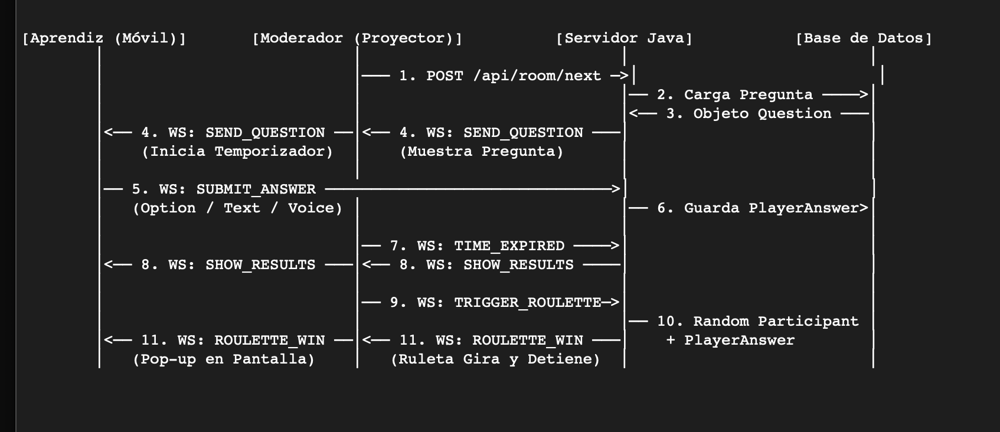 [Aprendiz (Móvil)] [Moderador (Proyector)] [Servidor Java] [Base de Datos]
1. POST /api/room/next
2. Carga Pregunta
3. Objeto Question
4. WS: SEND_QUESTION 4. WS: SEND_QUESTION
(Inicia Temporizador) (Muestra Pregunta)
5. WS: SUBMIT_ANSWER
(Option / Text / Voice) 6. Guarda PlayerAnswer>
7. WS: TIME_EXPIRED
8. WS: SHOW_RESULTS 8. WS: SHOW_RESULTS
9. WS: TRIGGER_ROULETTE
10. Random Participant
11. WS: ROULETTE_WIN 11. WS: ROULETTE_WIN + PlayerAnswer
(Pop-up en Pantalla) (Ruleta Gira y Detiene)